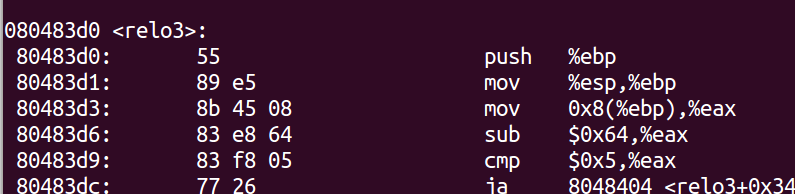 080483d0 <relo3>:
80483d0: 55 push %ebp
80483d1: 89 e5 mov %esp,%ebp
80483d3: 8b 45 08 mov 0x8(%ebp),%eax
80483d6: 83 e8 64 sub $0x64,%eax
80483d9: 83 f8 05 cmp $0x5,%eax
80483dc: 77 26 ja 8048404 <relo3+0x34